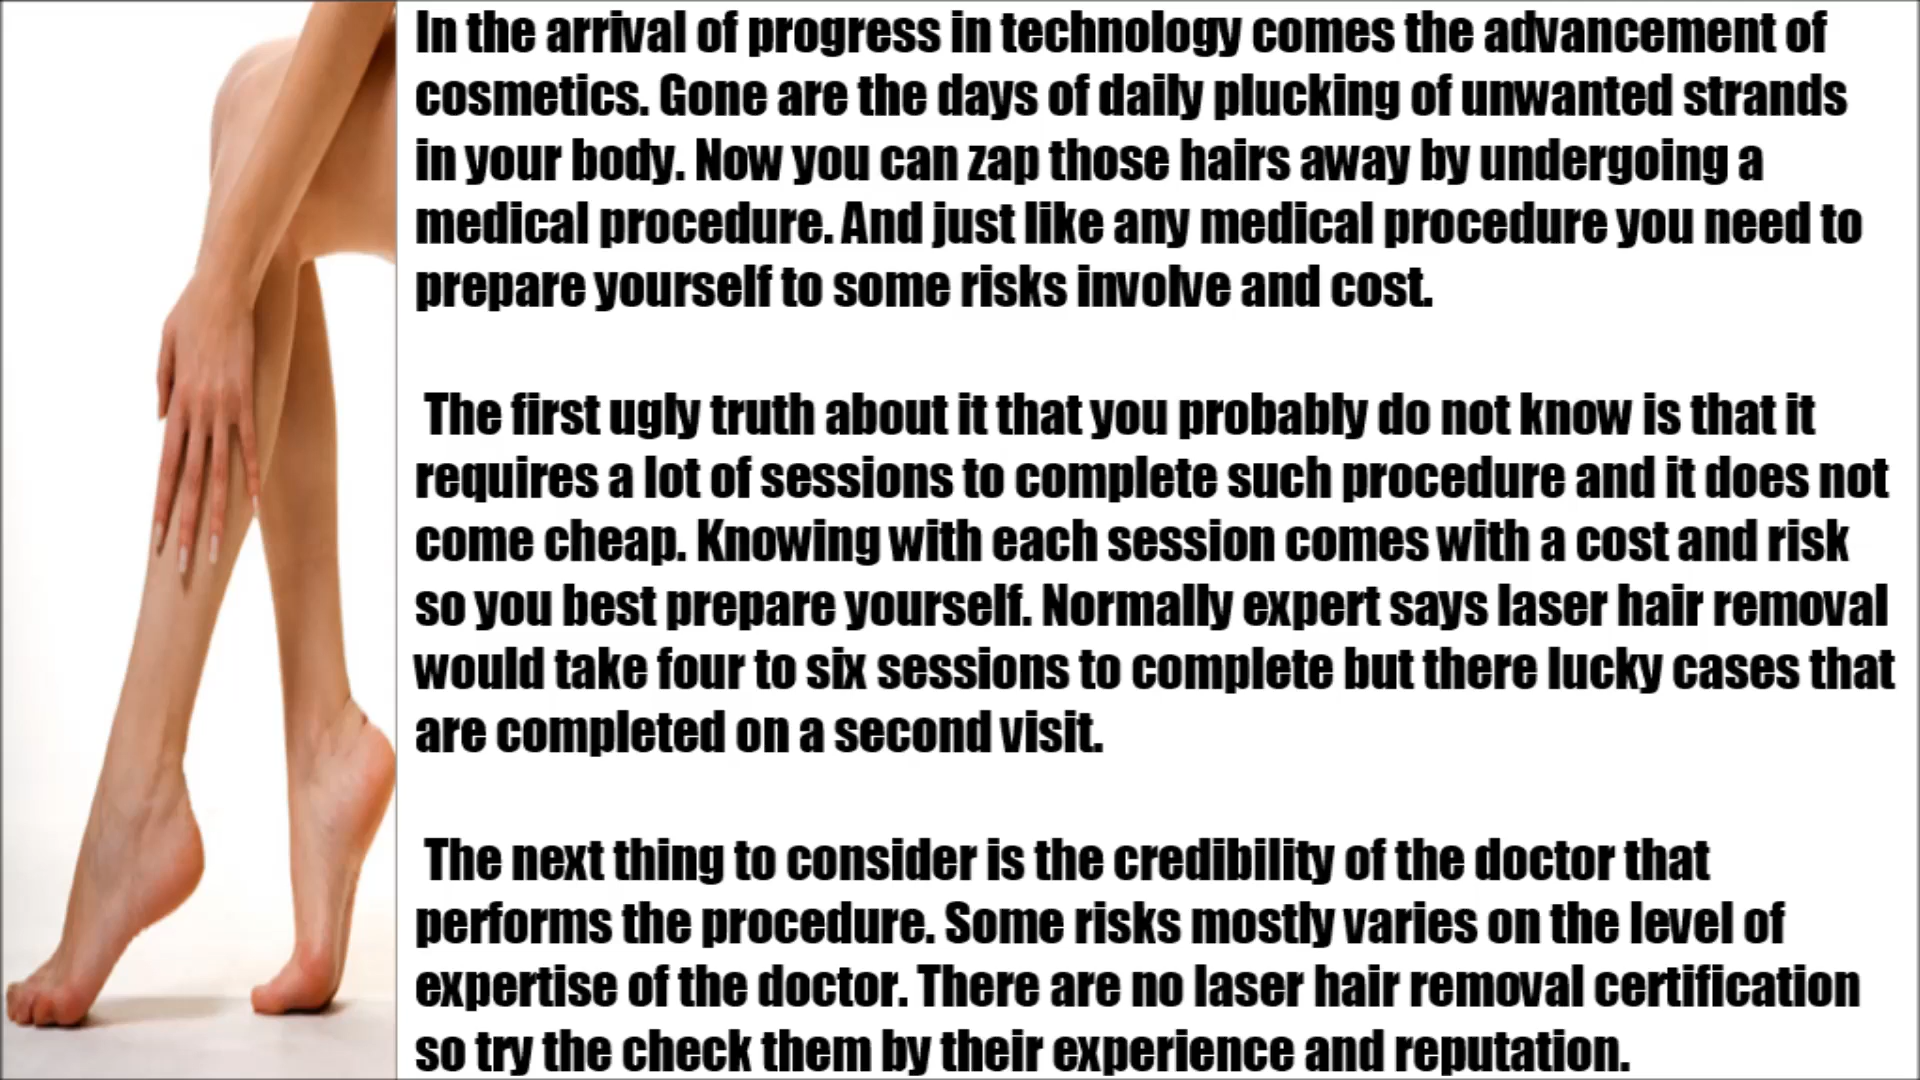 In the arrival of progress in technology comes the advancement of
cosmetics. Gone are the days of daily plucking of unwanted strands
in your body. Now you can zap those hairs away by undergoing a
medical procedure. And just like any medical procedure you need to
prepare yourself to some risks involve and cost.
The first ugly truth about it that you probably do not know is that it
requires a lot of sessions to complete such procedure and it does not
come cheap. Knowing with each session comes with a cost and risk
so you best prepare yourself. Normally expert says laser hair removal
would take four to six sessions to complete but there lucky cases that
are completed on a second visit.
The next thing to consider is the credibility of the doctor that
performs the procedure. Some risks mostly varies on the level of
expertise of the doctor. There are no laser hair removal certification
so try the check them by their experience and reputation.